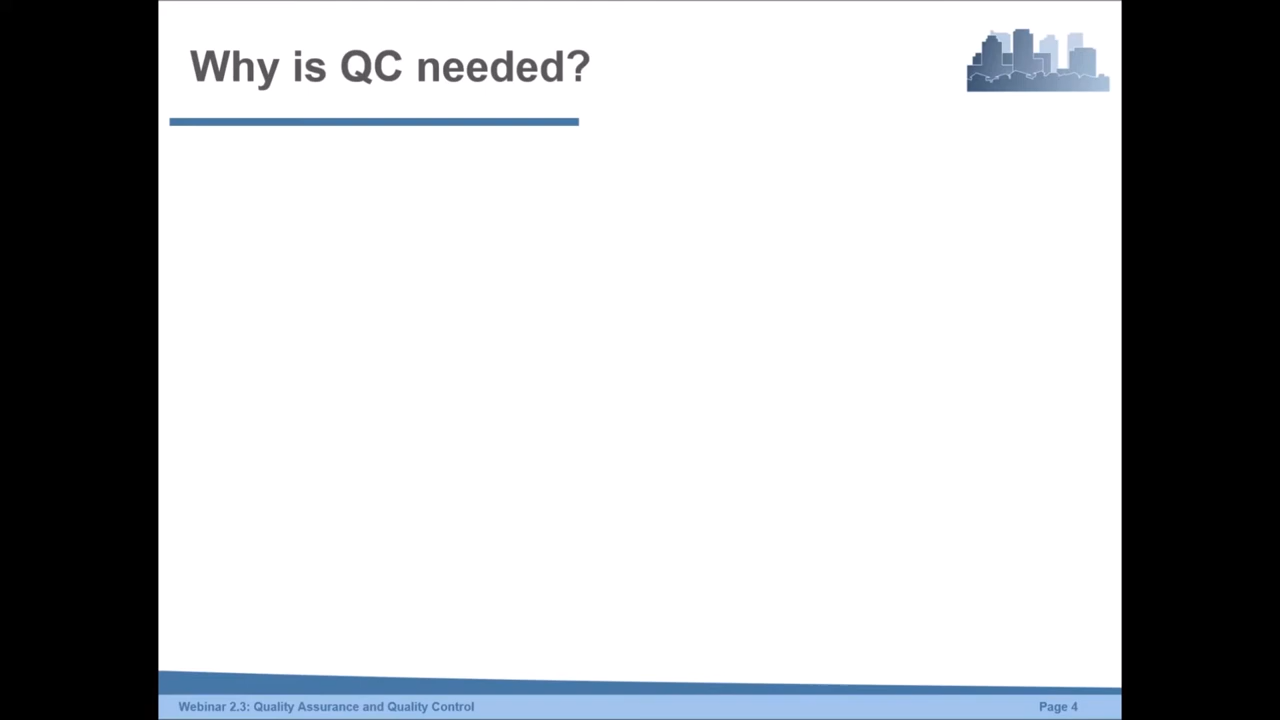 Why is QC needed?
Webinar 2.3: Quality Assurance and Quality Control
Page 4